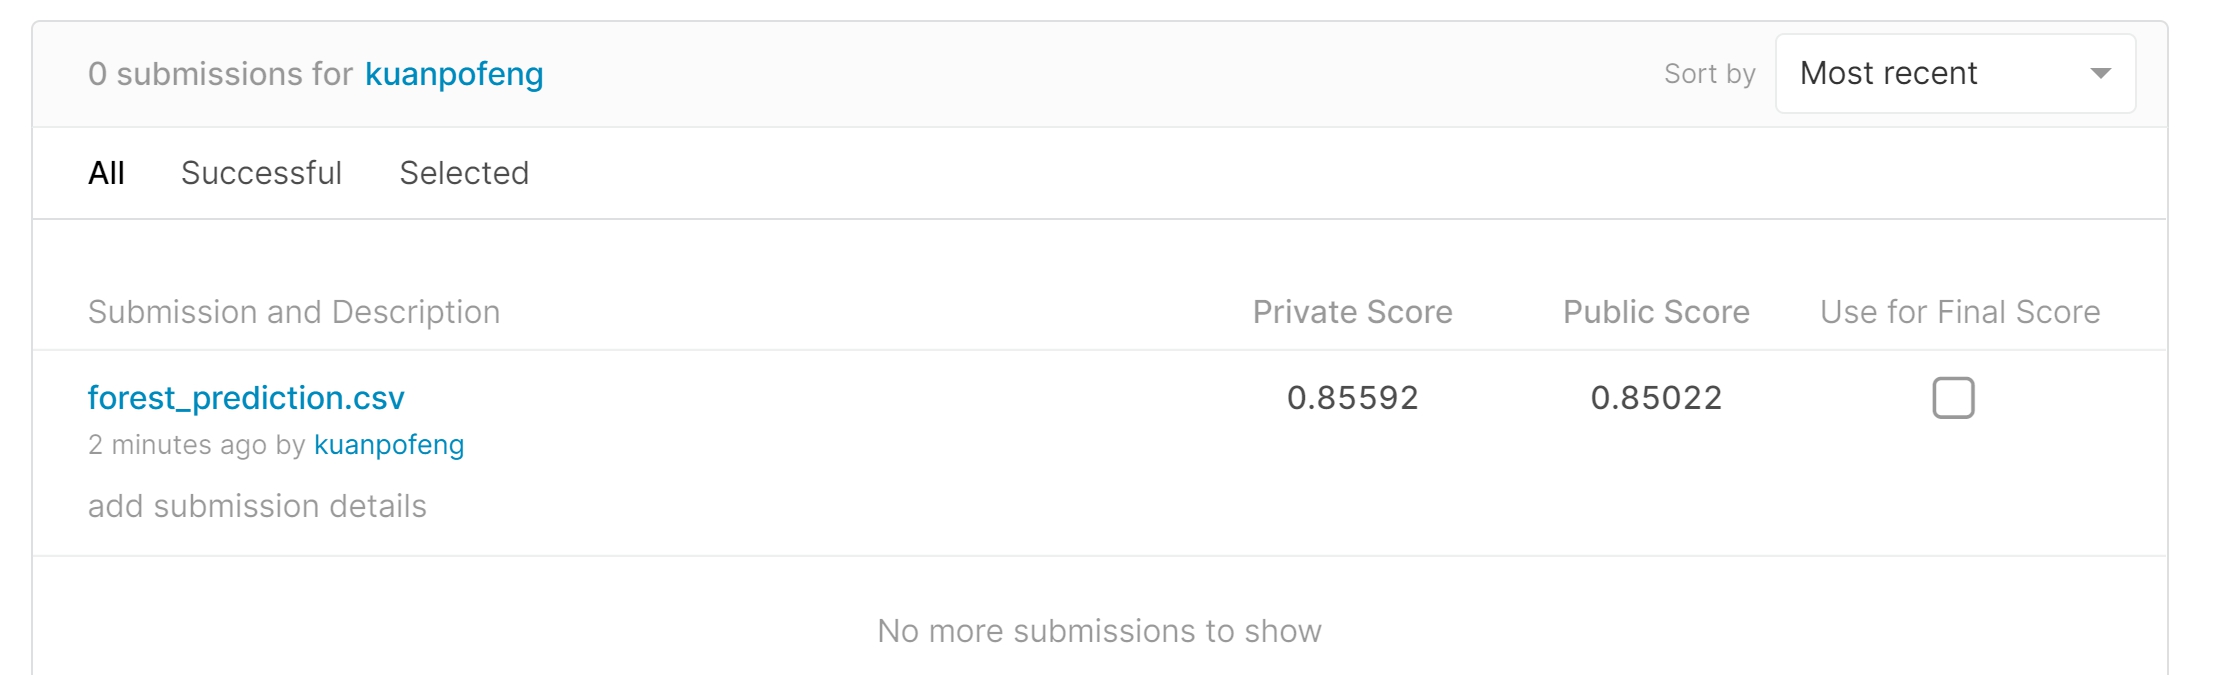 0 submissions for kuanpofeng
Sort by Most recent
All Successful Selected
Submission and Description Private Score Public Score Use for Final Score
forest_prediction.csv 0.85592 0.85022
2 minutes ago by kuanpofeng
add submission details
No more submissions to show